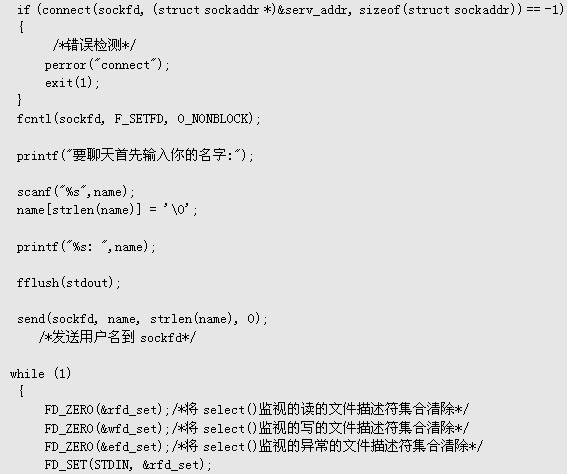 if (connect(sockfd, (struct sockaddr *)&serv_addr, sizeof(struct sockaddr)) == -1)
{
/*错误检测*/
perror("connect");
exit(1);
}
fcntl(sockfd, F_SETFD, O_NONBLOCK);
printf("要聊天首先输入你的名字:");
scanf("%s",name);
name[strlen(name)] = '\0';
printf("%s: ",name);
fflush(stdout);
send(sockfd, name, strlen(name), 0);
/*发送用户名到 sockfd*/
while (1)
{
FD_ZERO(&rfd_set);/*将 select()监视的读的文件描述符集合清除*/
FD_ZERO(&wfd_set);/*将 select()监视的写的文件描述符集合清除*/
FD_ZERO(&efd_set);/*将 select()监视的异常的文件描述符集合清除*/
FD_SET(STDIN, &rfd_set);